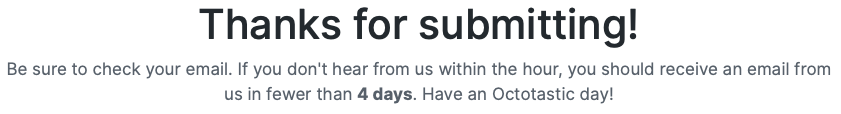 Thanks for submitting!
Be sure to check your email. If you don't hear from us within the hour, you should receive an email from
us in fewer than 4 days. Have an Octotastic day!